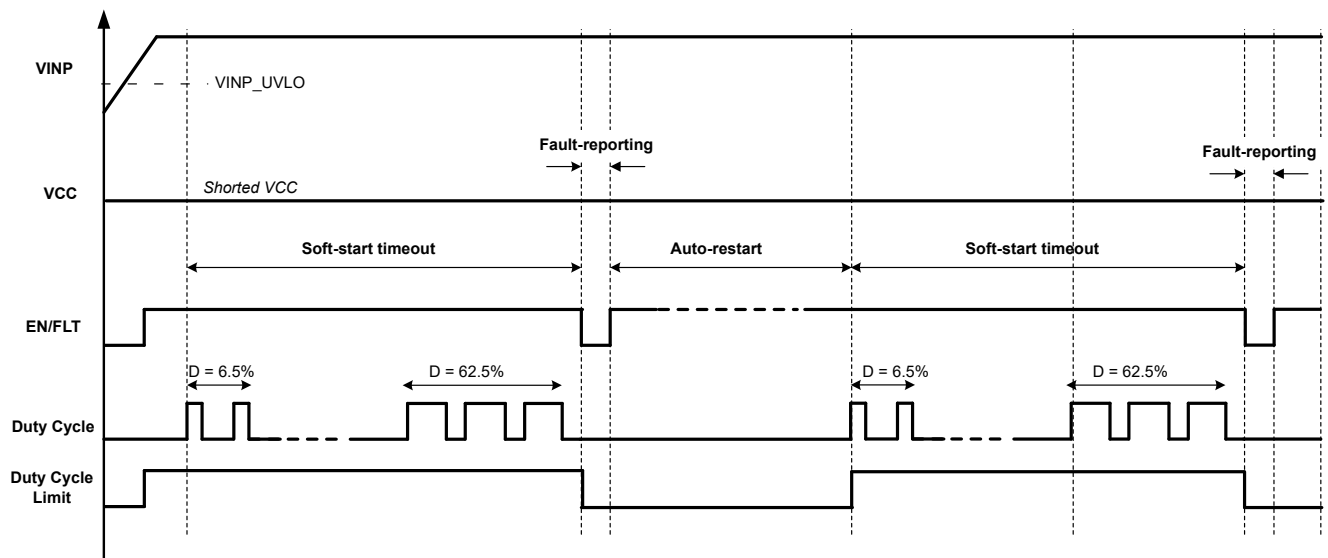 VINP
VINP_UVLO
Fault-reporting
Fault-reporting
VCC
Shorted VCC
Soft-start timeout
Auto-restart
Soft-start timeout
EN/FLT
D = 6.5%
D = 62.5%
D = 6.5%
D = 62.5%
Duty Cycle
Duty Cycle
Limit